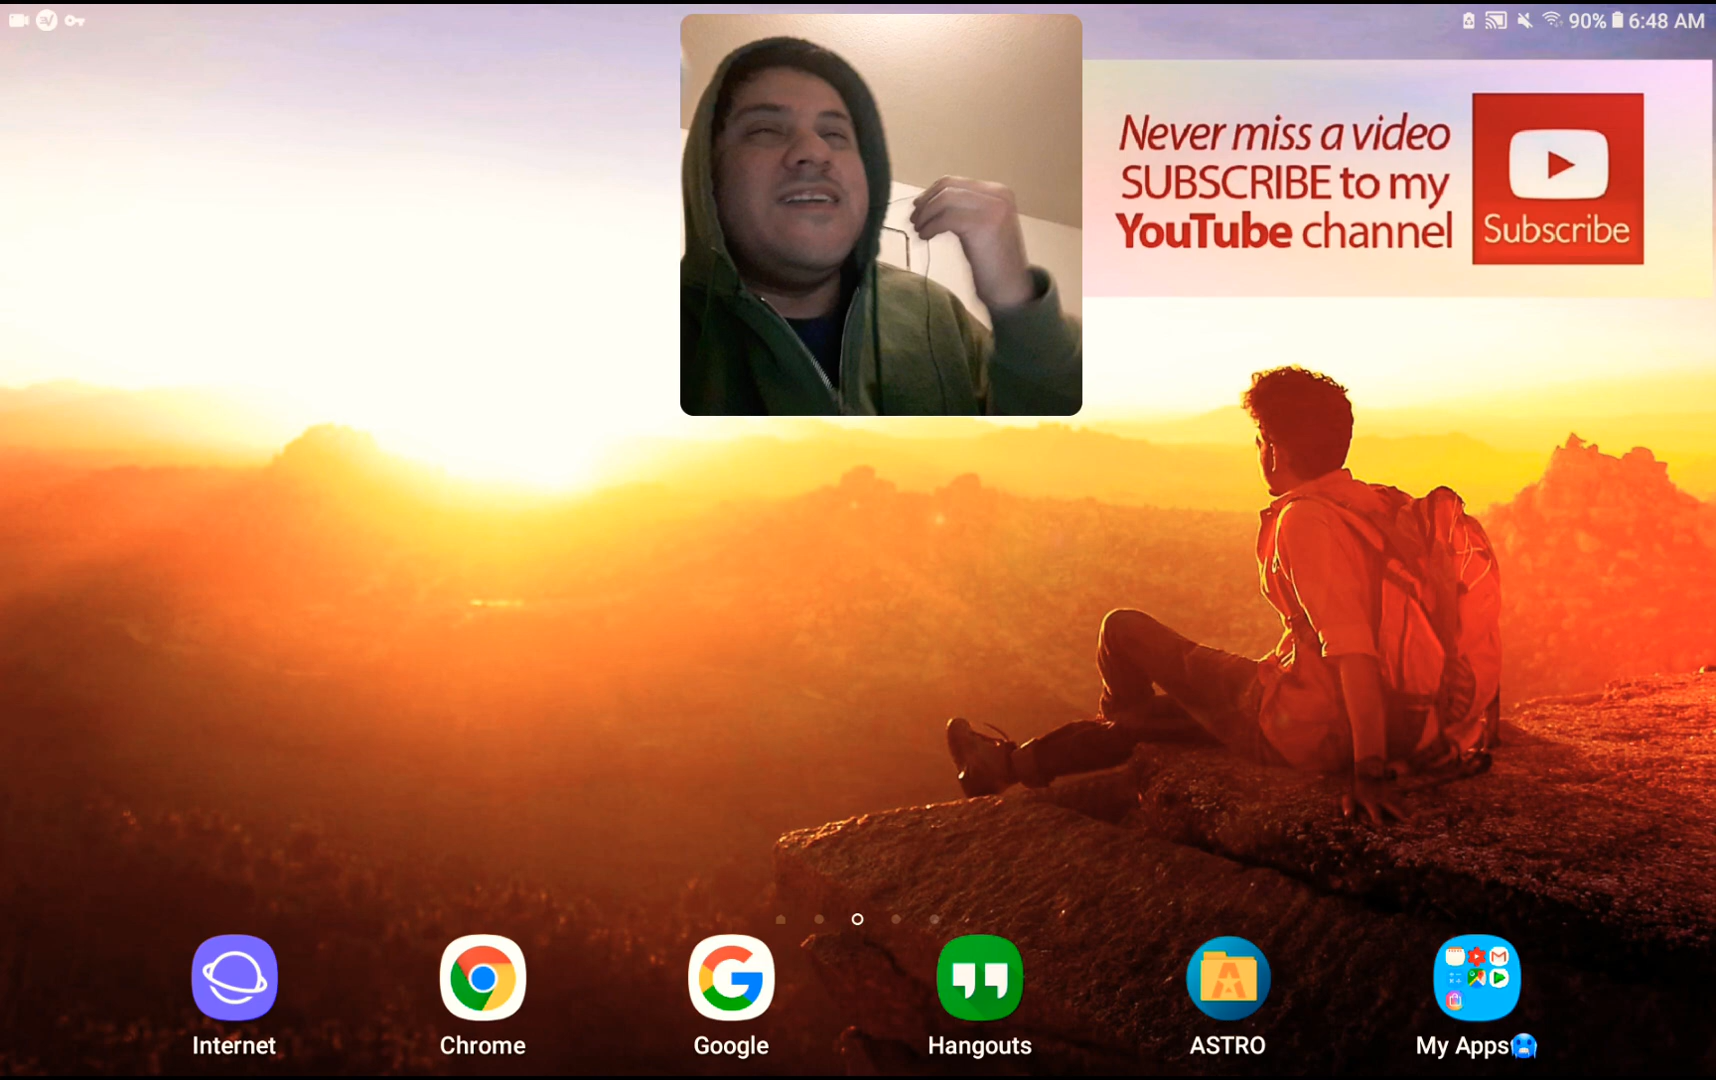 90% 6:48 AM
Never miss a video
SUBSCRIBE to my
YouTube channel
Subscribe
Internet
Chrome
Google
Hangouts
ASTRO
My Apps🥶